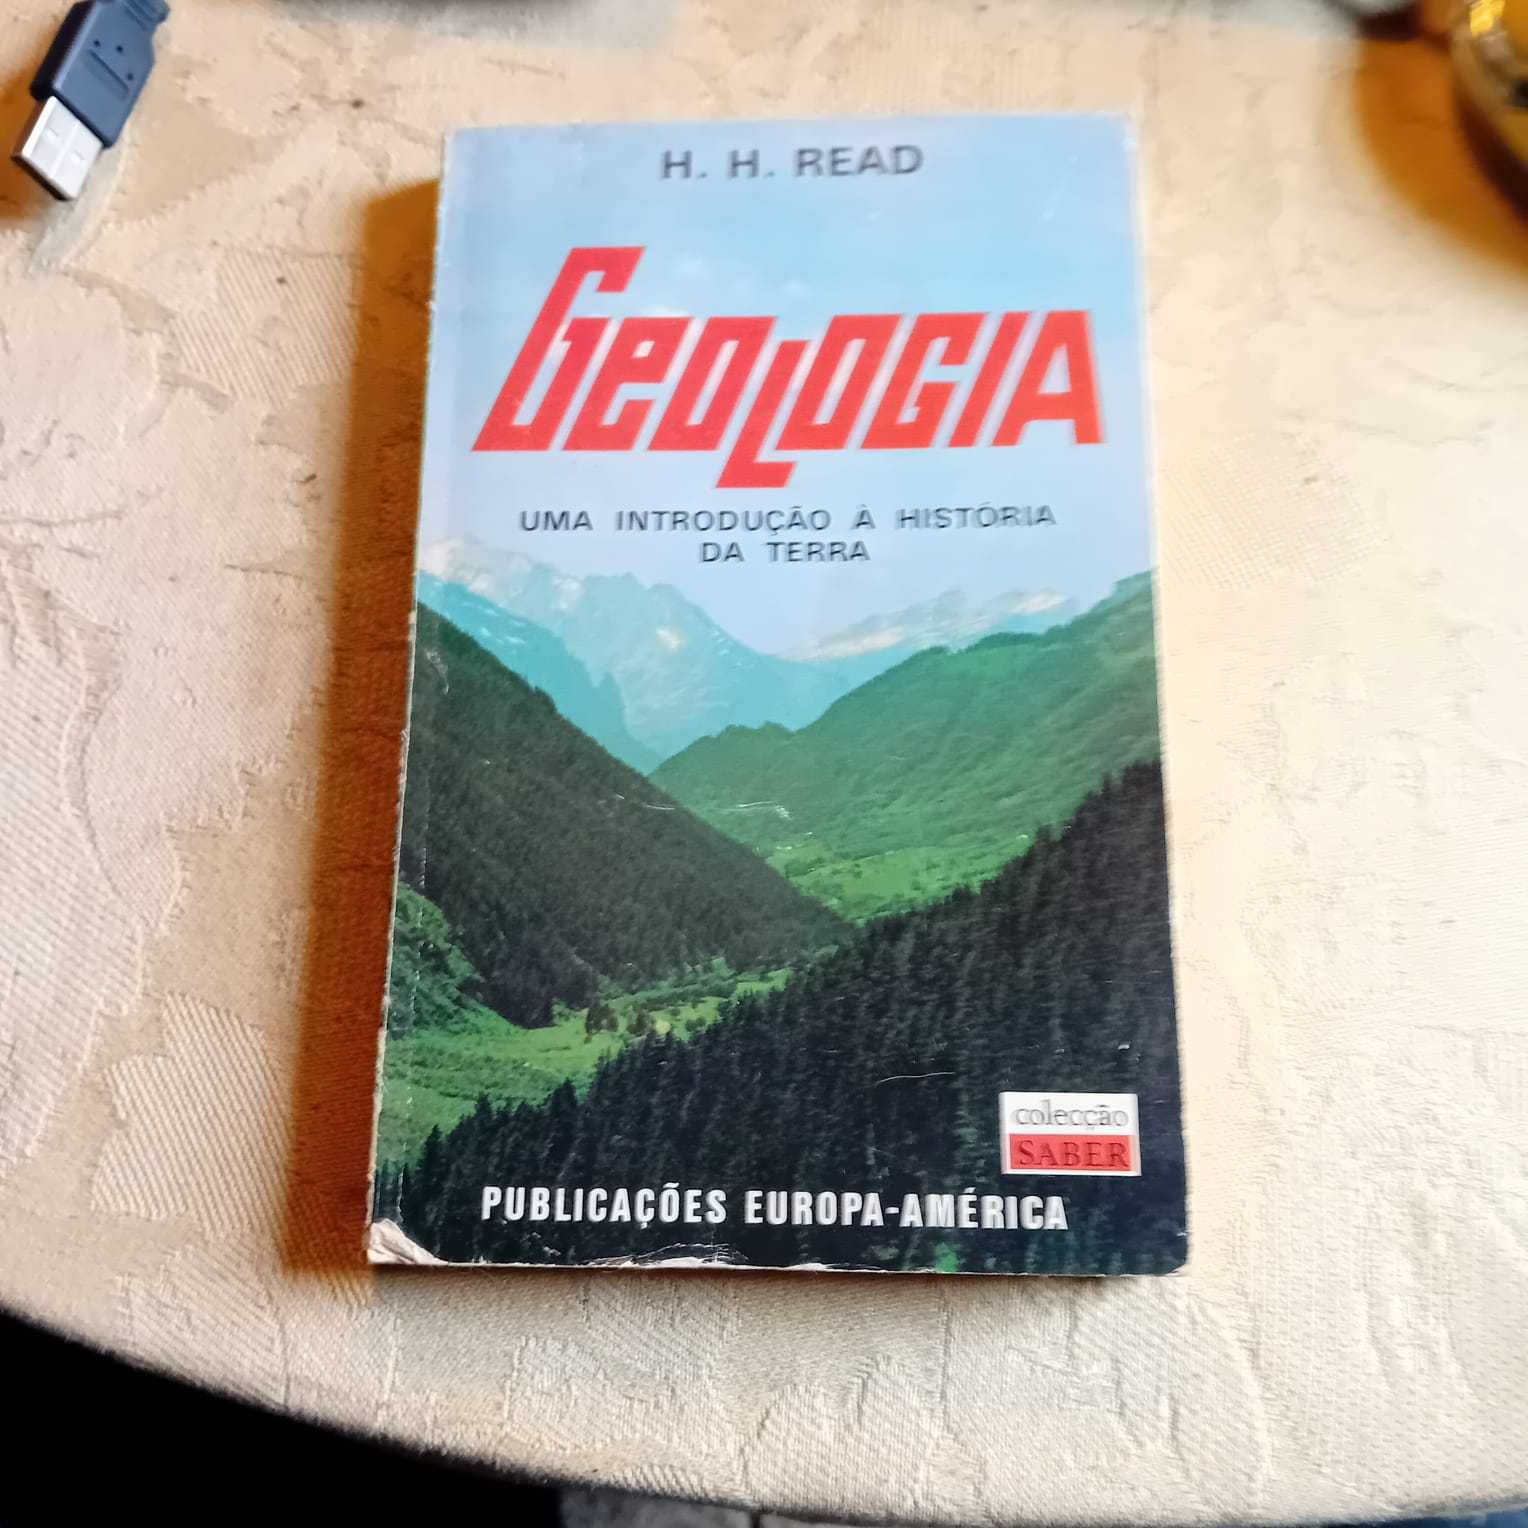 H. H. READ
GEOLOGIA
UMA INTRODUÇÃO À HISTÓRIA
DA TERRA
colecção
SABER
PUBLICAÇÕES EUROPA-AMÉRICA